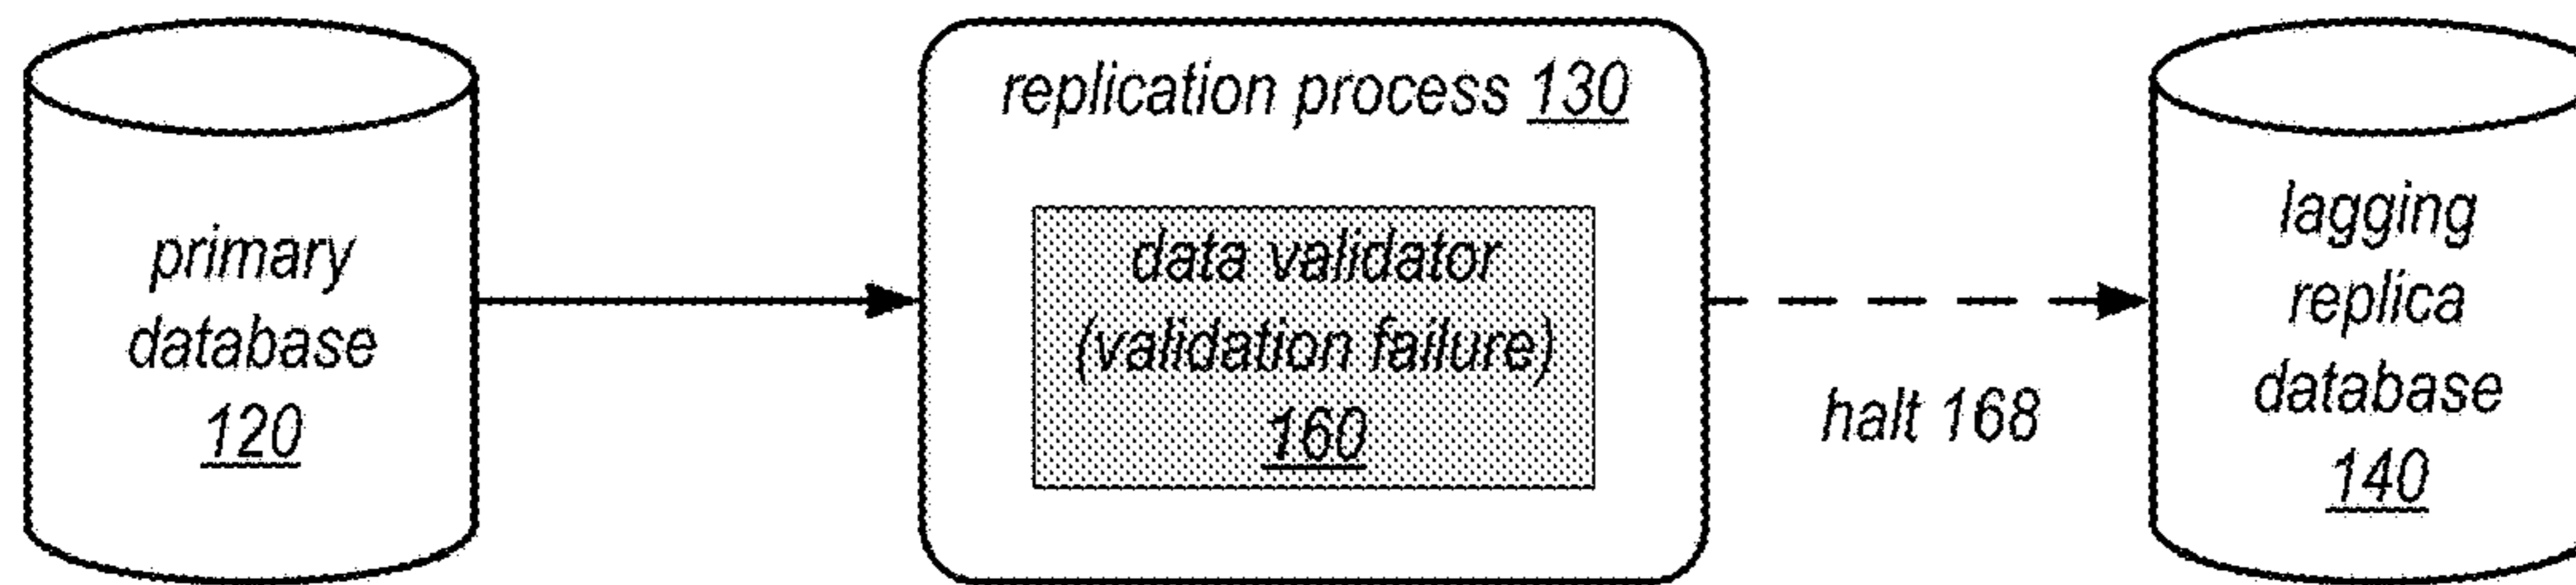 primary
database
120
replication process 130
data validator
(validation failure)
160
halt 168
lagging
replica
database
140